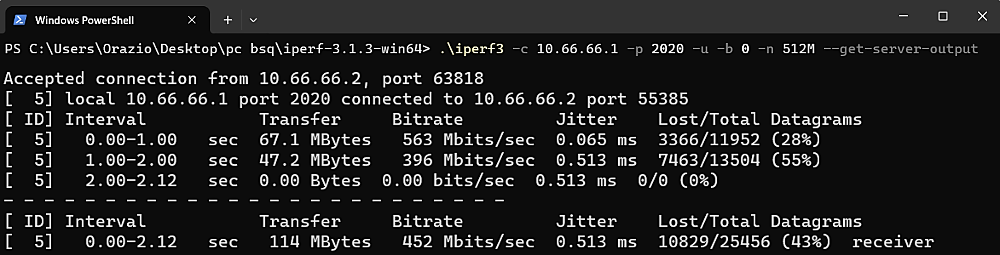 Windows PowerShell
PS C:\Users\Orazio\Desktop\pc bsq\iperf-3.1.3-win64> .\iperf3 -c 10.66.66.1 -p 2020 -u -b 0 -n 512M --get-server-output
Accepted connection from 10.66.66.2, port 63818
[  5] local 10.66.66.1 port 2020 connected to 10.66.66.2 port 55385
[ ID] Interval           Transfer     Bitrate         Jitter    Lost/Total Datagrams
[  5]   0.00-1.00   sec  67.1 MBytes   563 Mbits/sec  0.065 ms  3366/11952 (28%)
[  5]   1.00-2.00   sec  47.2 MBytes   396 Mbits/sec  0.513 ms  7463/13504 (55%)
[  5]   2.00-2.12   sec  0.00 Bytes  0.00 bits/sec  0.513 ms  0/0 (0%)
- - - - - - - - - - - - - - - - - - - - - - - - -
[ ID] Interval           Transfer     Bitrate         Jitter    Lost/Total Datagrams
[  5]   0.00-2.12   sec   114 MBytes   452 Mbits/sec  0.513 ms  10829/25456 (43%)  receiver